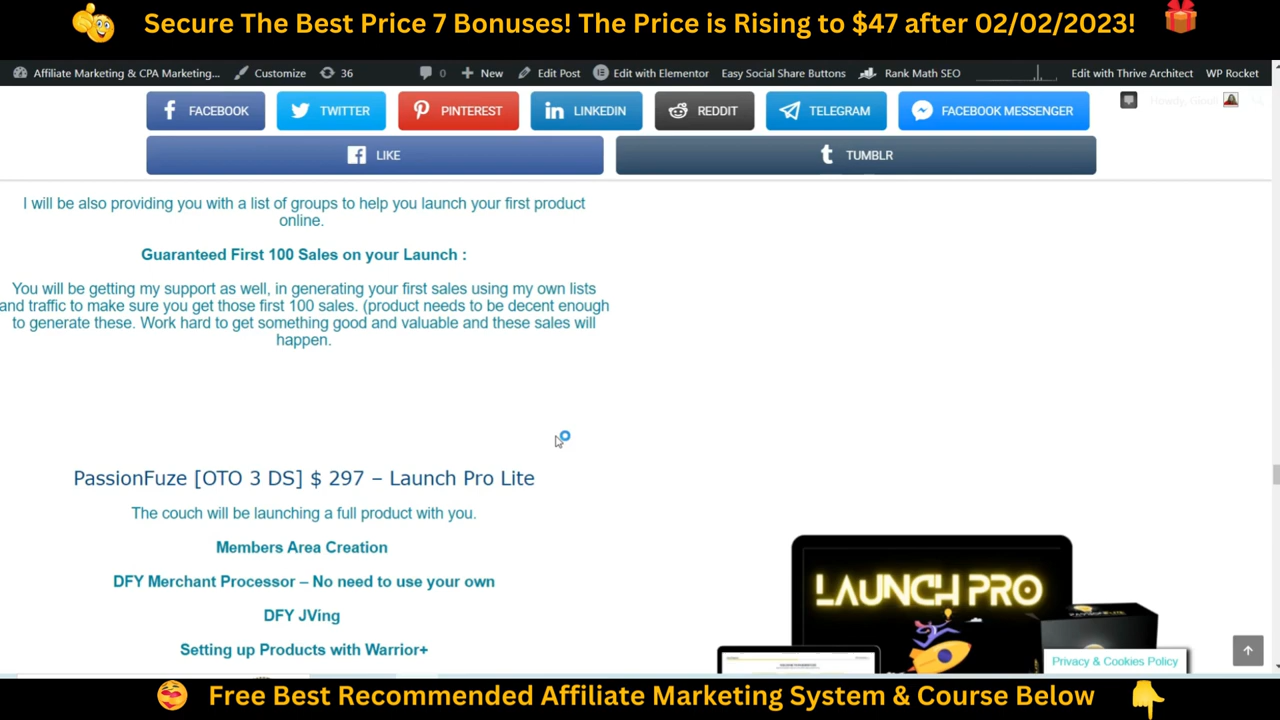 Secure The Best Price 7 Bonuses! The Price is Rising to $47 after 02/02/2023!
Affiliate Marketing & CPA Marketing... Customize 36 0 New Edit Post Edit with Elementor Easy Social Share Buttons Rank Math SEO Edit with Thrive Architect WP Rocket
FACEBOOK TWITTER PINTEREST LINKEDIN REDDIT TELEGRAM FACEBOOK MESSENGER
LIKE TUMBLR
I will be also providing you with a list of groups to help you launch your first product
online.
Guaranteed First 100 Sales on your Launch :
You will be getting my support as well, in generating your first sales using my own lists
and traffic to make sure you get those first 100 sales. (product needs to be decent enough
to generate these. Work hard to get something good and valuable and these sales will
happen.
PassionFuze [OTO 3 DS] $ 297 – Launch Pro Lite
The couch will be launching a full product with you.
Members Area Creation
DFY Merchant Processor – No need to use your own
DFY JVing
Setting up Products with Warrior+
LAUNCH PRO
Privacy & Cookies Policy
Free Best Recommended Affiliate Marketing System & Course Below